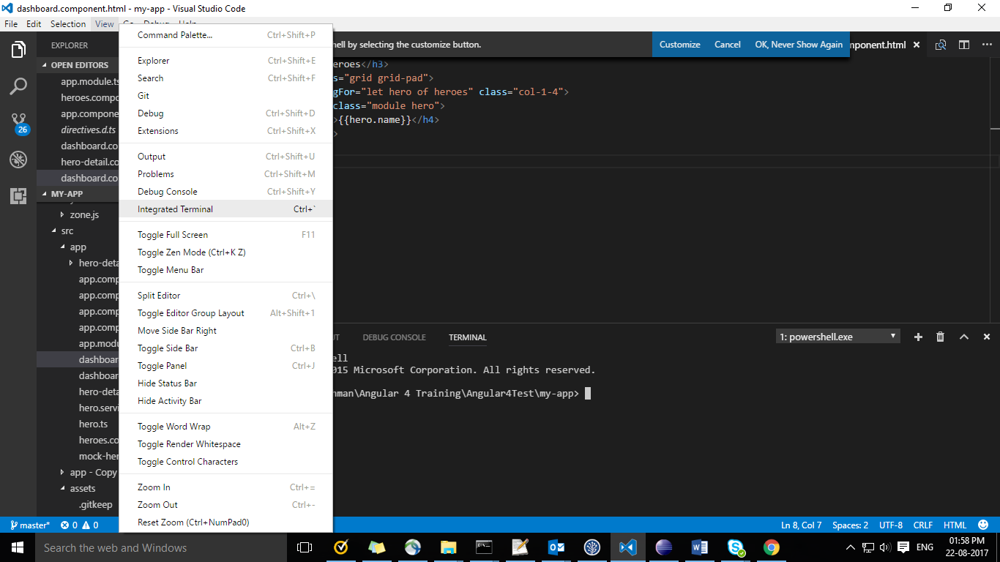 dashboard.component.html - my-app - Visual Studio Code
File Edit Selection View Go Debug Help
EXPLORER
OPEN EDITORS
app.module.ts
heroes.compo
app.compone
directives.d.ts
dashboard.co
hero-detail.co
dashboard.co
MY-APP
zone.js
src
app
hero-deta
app.comp
app.comp
app.comp
app.comp
app.modu
dashboard
dashboard
hero-deta
hero.servi
hero.ts
heroes.co
mock-her
app - Copy
assets
.gitkeep
26
Command Palette... Ctrl+Shift+P
Explorer Ctrl+Shift+E
Search Ctrl+Shift+F
Git
Debug Ctrl+Shift+D
Extensions Ctrl+Shift+X
Output Ctrl+Shift+U
Problems Ctrl+Shift+M
Debug Console Ctrl+Shift+Y
Integrated Terminal Ctrl+`
Toggle Full Screen F11
Toggle Zen Mode (Ctrl+K Z)
Toggle Menu Bar
Split Editor Ctrl+\
Toggle Editor Group Layout Alt+Shift+1
Move Side Bar Right
Toggle Side Bar Ctrl+B
Toggle Panel Ctrl+J
Hide Status Bar
Hide Activity Bar
Toggle Word Wrap Alt+Z
Toggle Render Whitespace
Toggle Control Characters
Zoom In Ctrl+=
Zoom Out Ctrl+-
Reset Zoom (Ctrl+NumPad0)
ell by selecting the customize button. Customize Cancel OK, Never Show Again
mponent.html
eroes</h3>
s="grid grid-pad">
gFor="let hero of heroes" class="col-1-4">
class="module hero">
>{{hero.name}}</h4>
>
UT DEBUG CONSOLE TERMINAL 1: powershell.exe
ell
015 Microsoft Corporation. All rights reserved.
nman\Angular 4 Training\Angular4Test\my-app>
master* 0 0 Ln 8, Col 7 Spaces: 2 UTF-8 CRLF HTML
Search the web and Windows
ENG
01:58 PM
22-08-2017